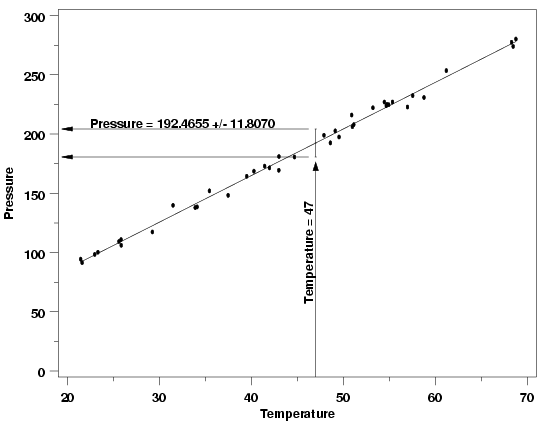 300
250
200
150
100
50
0
Pressure
Pressure = 192.4655 +/- 11.8070
Temperature = 47
20 30 40 50 60 70
Temperature